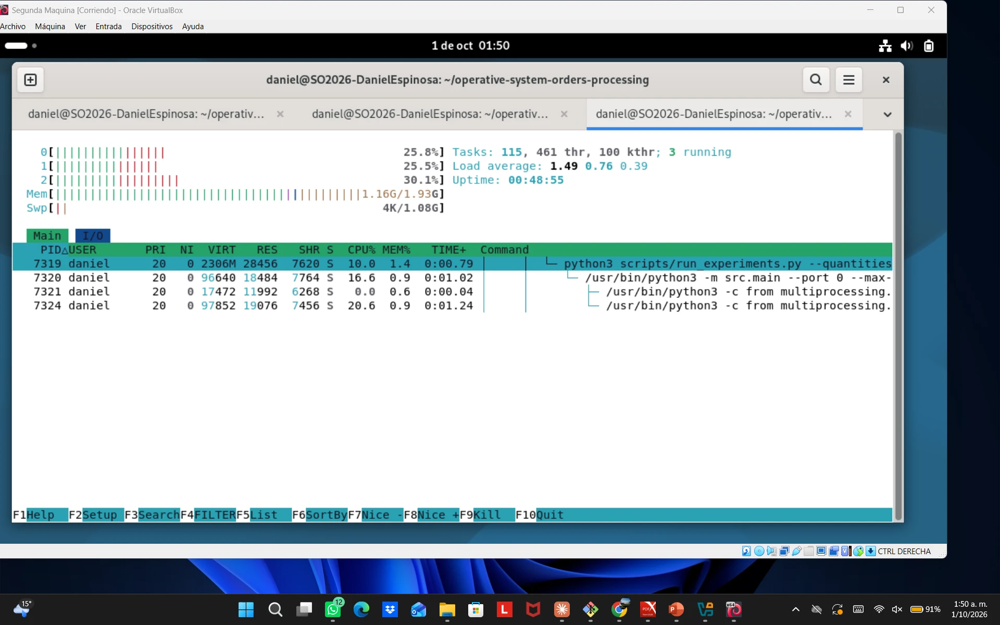 Segunda Maquina [Corriendo] - Oracle VirtualBox
Archivo Máquina Ver Entrada Dispositivos Ayuda
1 de oct 01:50
daniel@SO2026-DanielEspinosa: ~/operative-system-orders-processing
daniel@SO2026-DanielEspinosa: ~/operativ… daniel@SO2026-DanielEspinosa: ~/operativ… daniel@SO2026-DanielEspinosa: ~/operativ…
0[||||||||||||||||                                  25.8%] Tasks: 115, 461 thr, 100 kthr; 3 running
1[|||||||||||||||                                   25.5%] Load average: 1.49 0.76 0.39
2[||||||||||||||||||                                30.1%] Uptime: 00:48:55
Mem[||||||||||||||||||||||||||||||||||||||||||||1.16G/1.93G]
Swp[||                                             4K/1.08G]
Main I/O
PID△USER PRI NI VIRT RES SHR S CPU% MEM% TIME+ Command
7319 daniel 20 0 2306M 28456 7620 S 10.0 1.4 0:00.79 │ │ └─ python3 scripts/run_experiments.py --quantities
7320 daniel 20 0 96640 18484 7764 S 16.6 0.9 0:01.02 │ │ └─ /usr/bin/python3 -m src.main --port 0 --max-
7321 daniel 20 0 17472 11992 6268 S 0.0 0.6 0:00.04 │ │ ├─ /usr/bin/python3 -c from multiprocessing.
7324 daniel 20 0 97852 19076 7456 S 20.6 0.9 0:01.24 │ │ └─ /usr/bin/python3 -c from multiprocessing.
F1Help F2Setup F3SearchF4FILTERF5List F6SortByF7Nice -F8Nice +F9Kill F10Quit
CTRL DERECHA
15°
12
91%
1:50 a. m.
1/10/2026